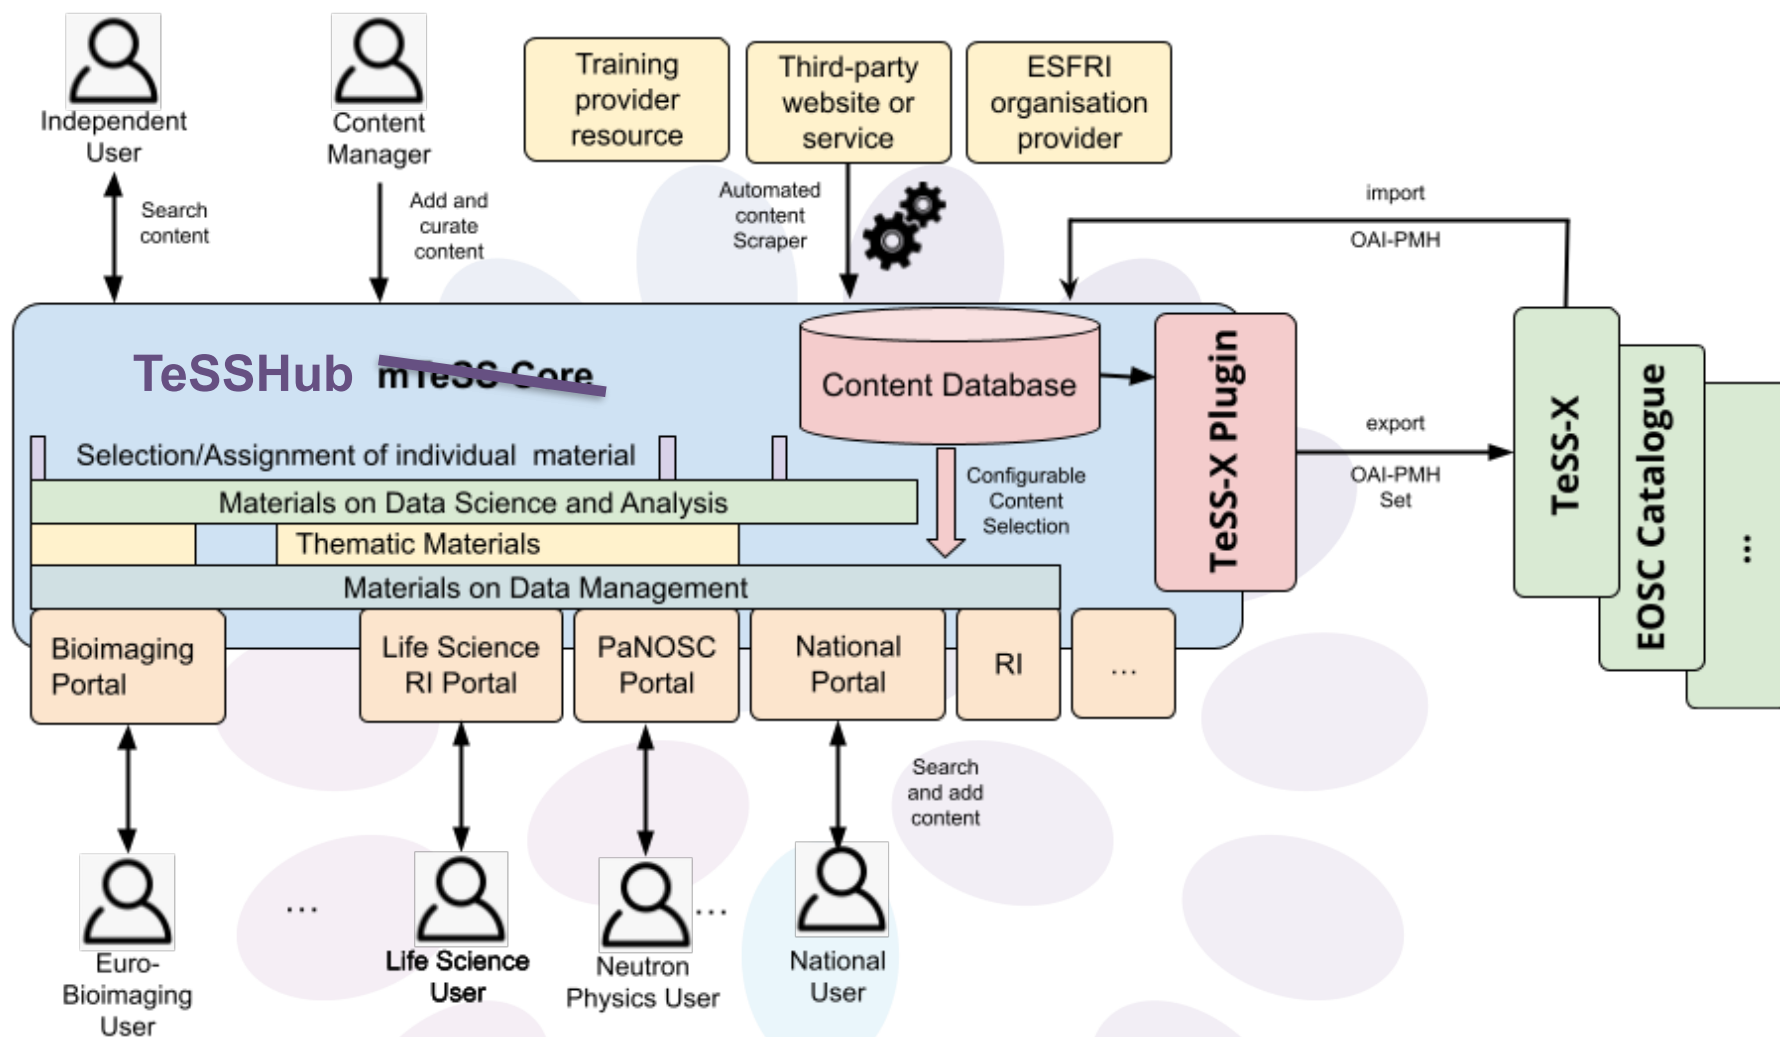 Independent
User
Content
Manager
Training
provider
resource
Third-party
website or
service
ESFRI
organisation
provider
Search
content
Add and
curate
content
Automated
content
Scraper
import
OAI-PMH
TeSSHub
mTeSS Core
Content Database
TeSS-X Plugin
export
OAI-PMH
Set
TeSS-X
EOSC Catalogue
...
Selection/Assignment of individual material
Configurable
Content
Selection
Materials on Data Science and Analysis
Thematic Materials
Materials on Data Management
Bioimaging
Portal
Life Science
RI Portal
PaNOSC
Portal
National
Portal
RI
...
Search
and add
content
...
...
Euro-
Bioimaging
User
Life Science
User
Neutron
Physics User
National
User